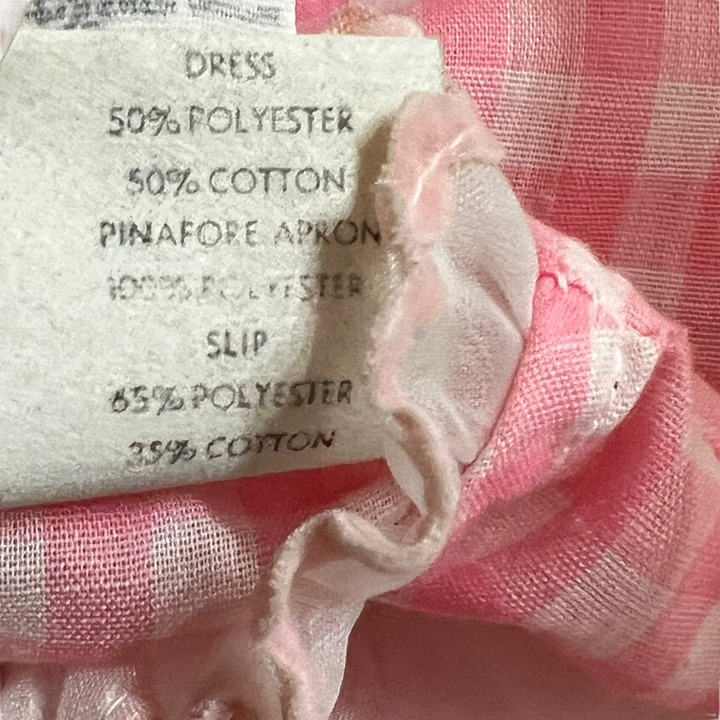 DRESS
50% POLYESTER
50% COTTON
PINAFORE APRON
100% POLYESTER
SLIP
65% POLYESTER
35% COTTON